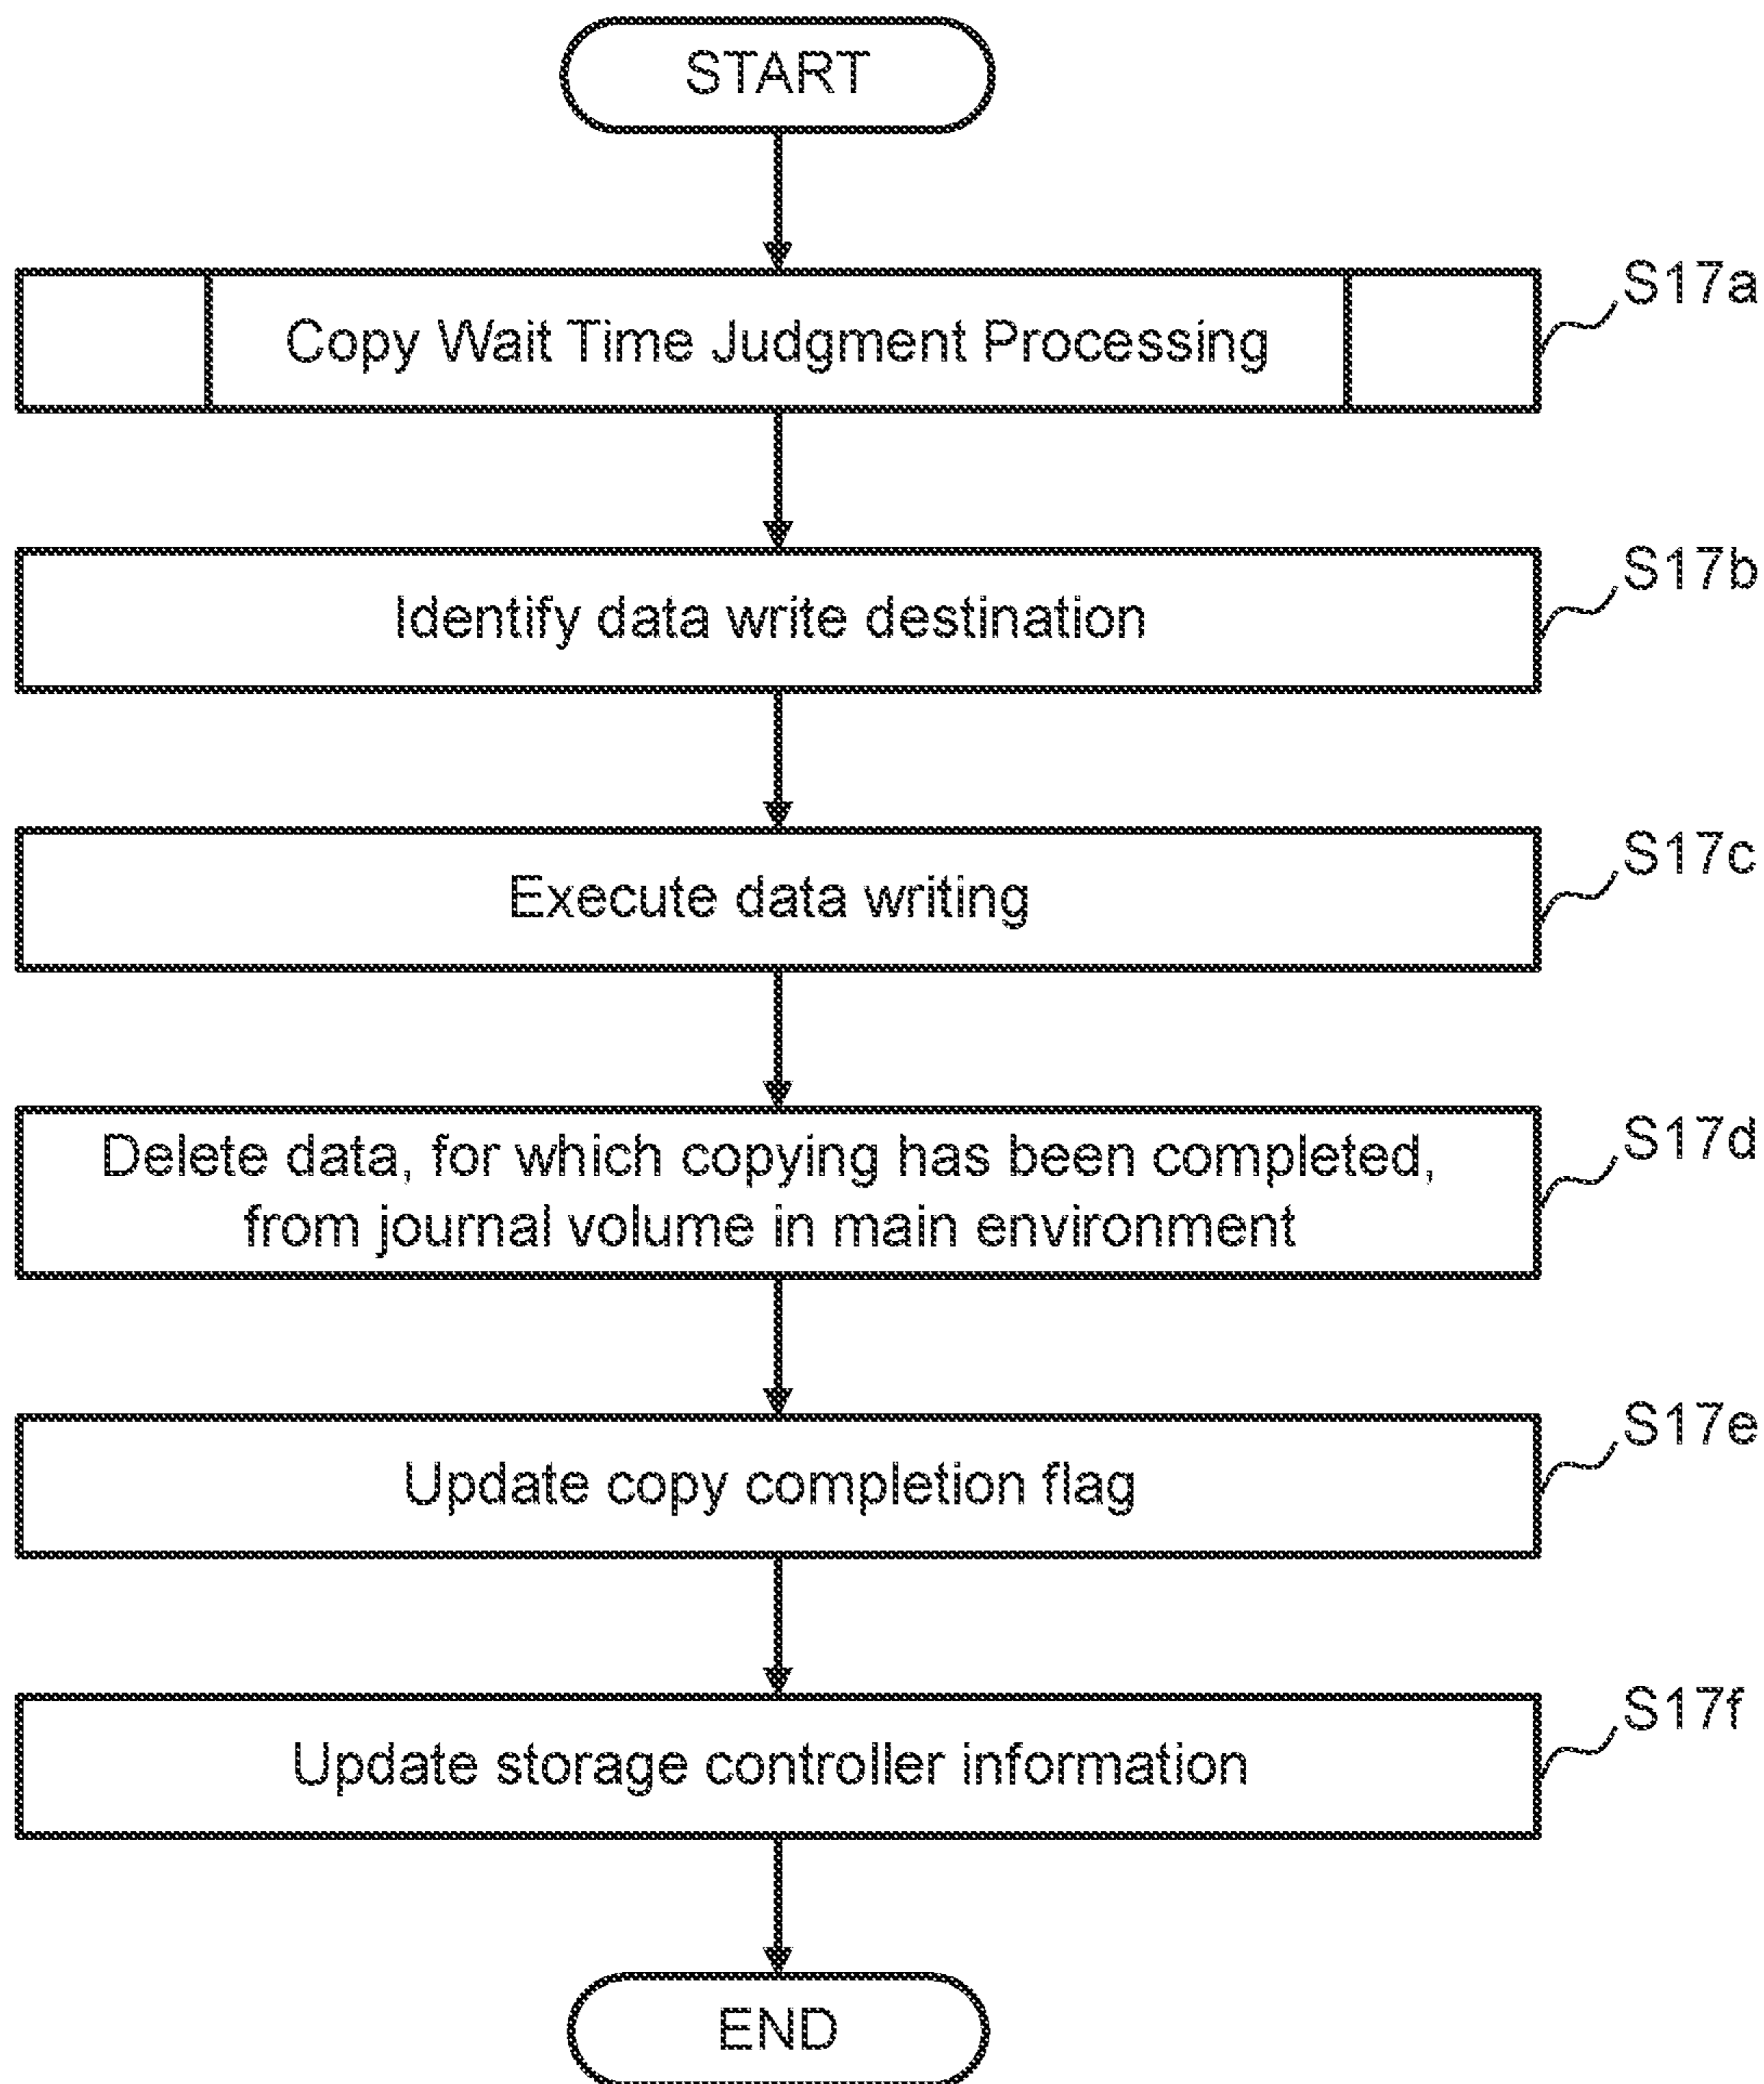 START
S17a
Copy Wait Time Judgment Processing
S17b
Identify data write destination
S17c
Execute data writing
S17d
Delete data, for which copying has been completed,
from journal volume in main environment
S17e
Update copy completion flag
S17f
Update storage controller information
END